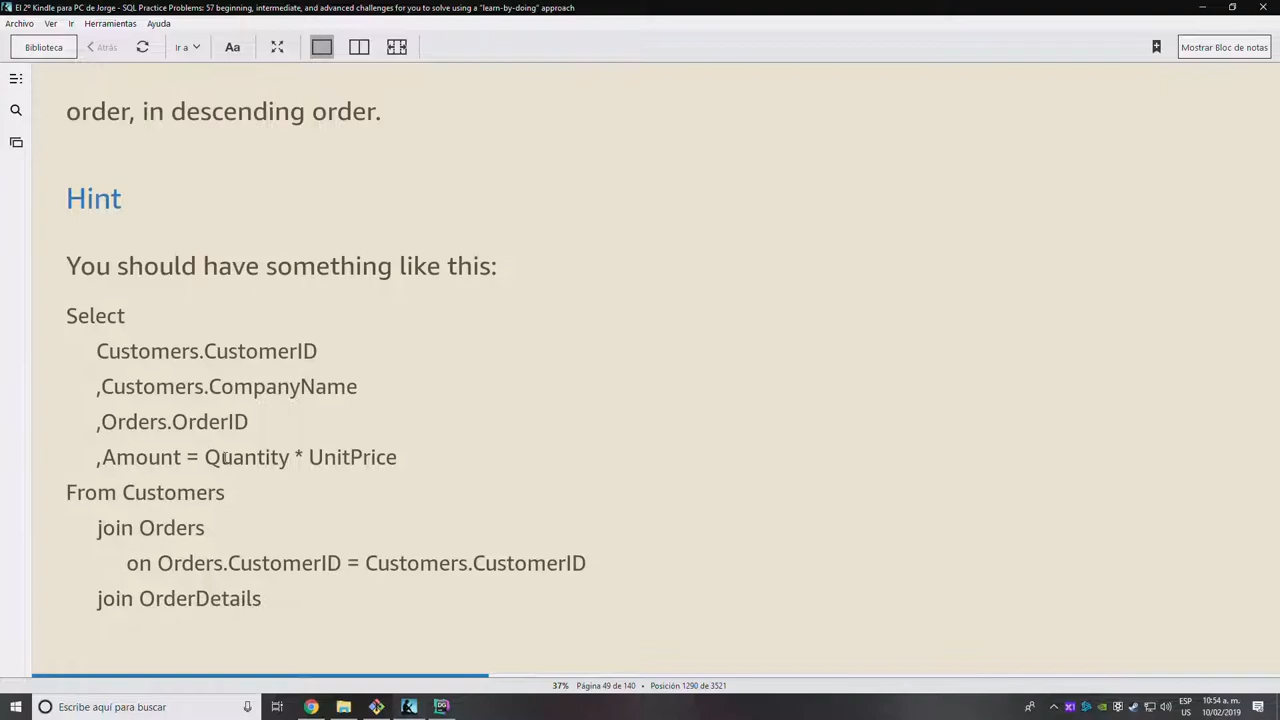 El 2º Kindle para PC de Jorge - SQL Practice Problems: 57 beginning, intermediate, and advanced challenges for you to solve using a “learn-by-doing” approach
Archivo Ver Ir Herramientas Ayuda
Biblioteca Atrás Ir a Aa Mostrar Bloc de notas
order, in descending order.
Hint
You should have something like this:
Select
Customers.CustomerID
,Customers.CompanyName
,Orders.OrderID
,Amount = Quantity * UnitPrice
From Customers
join Orders
on Orders.CustomerID = Customers.CustomerID
join OrderDetails
37% Página 49 de 140 • Posición 1290 de 3521
Escribe aquí para buscar
ESP
US
10:54 a. m.
10/02/2019